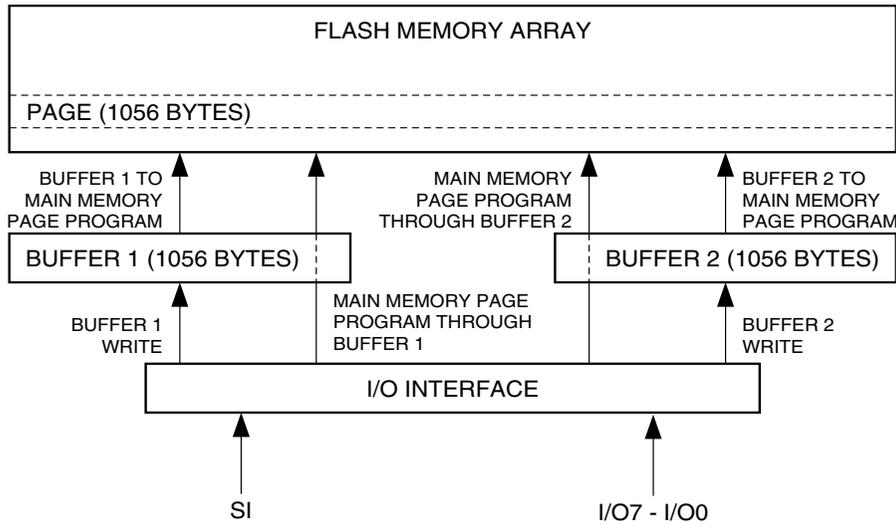 FLASH MEMORY ARRAY
PAGE (1056 BYTES)
BUFFER 1 TO
MAIN MEMORY
PAGE PROGRAM
MAIN MEMORY
PAGE PROGRAM
THROUGH BUFFER 2
BUFFER 2 TO
MAIN MEMORY
PAGE PROGRAM
BUFFER 1 (1056 BYTES)
BUFFER 2 (1056 BYTES)
BUFFER 1
WRITE
MAIN MEMORY PAGE
PROGRAM THROUGH
BUFFER 1
BUFFER 2
WRITE
I/O INTERFACE
SI
I/O7 - I/O0